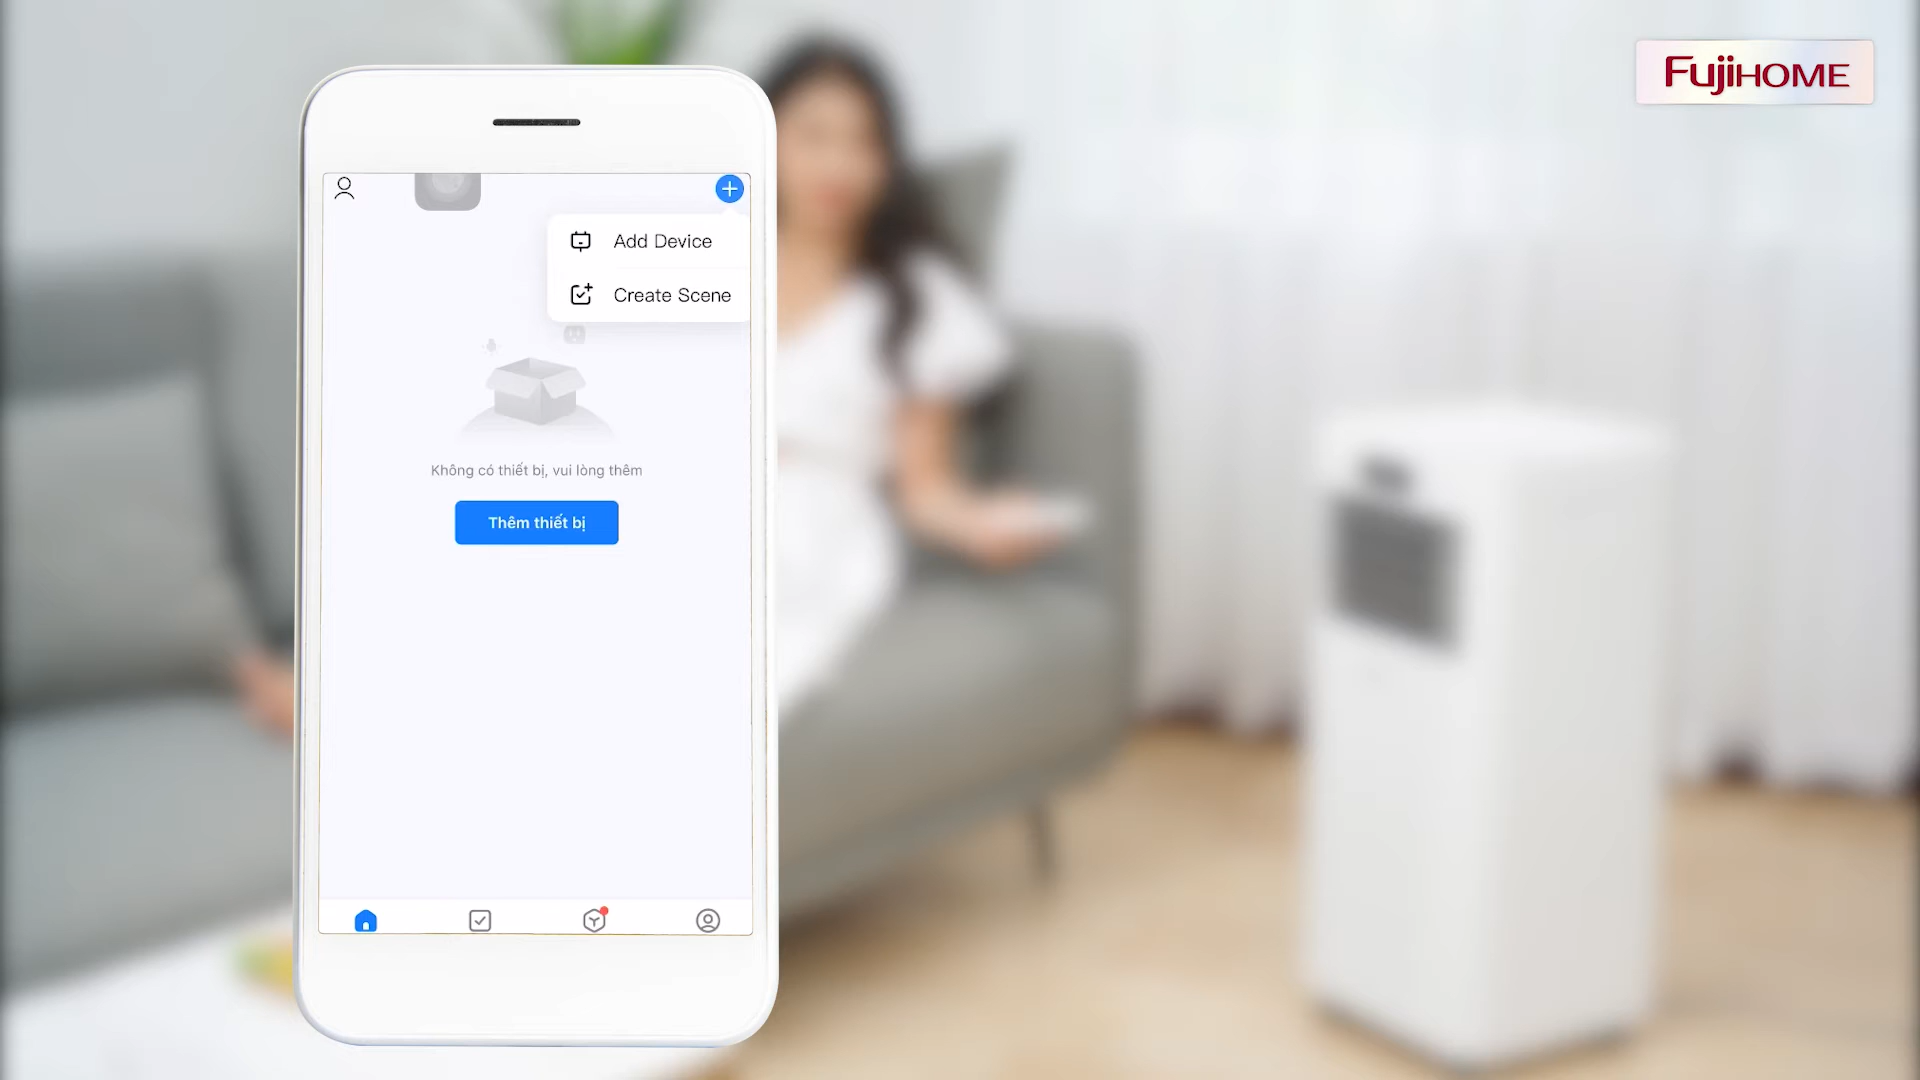 FujiHOME
Add Device
Create Scene
Không có thiết bị, vui lòng thêm
Thêm thiết bị